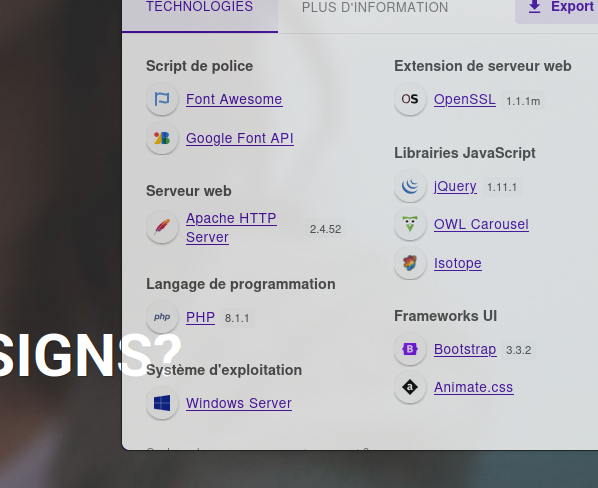 TECHNOLOGIES
PLUS D'INFORMATION
Export
Script de police
Font Awesome
Google Font API
Serveur web
Apache HTTP
Server
2.4.52
Langage de programmation
php
PHP
8.1.1
Système d'exploitation
Windows Server
Extension de serveur web
OS
OpenSSL
1.1.1m
Librairies JavaScript
jQuery
1.11.1
OWL Carousel
Isotope
Frameworks UI
B
Bootstrap
3.3.2
a
Animate.css
SIGNS?